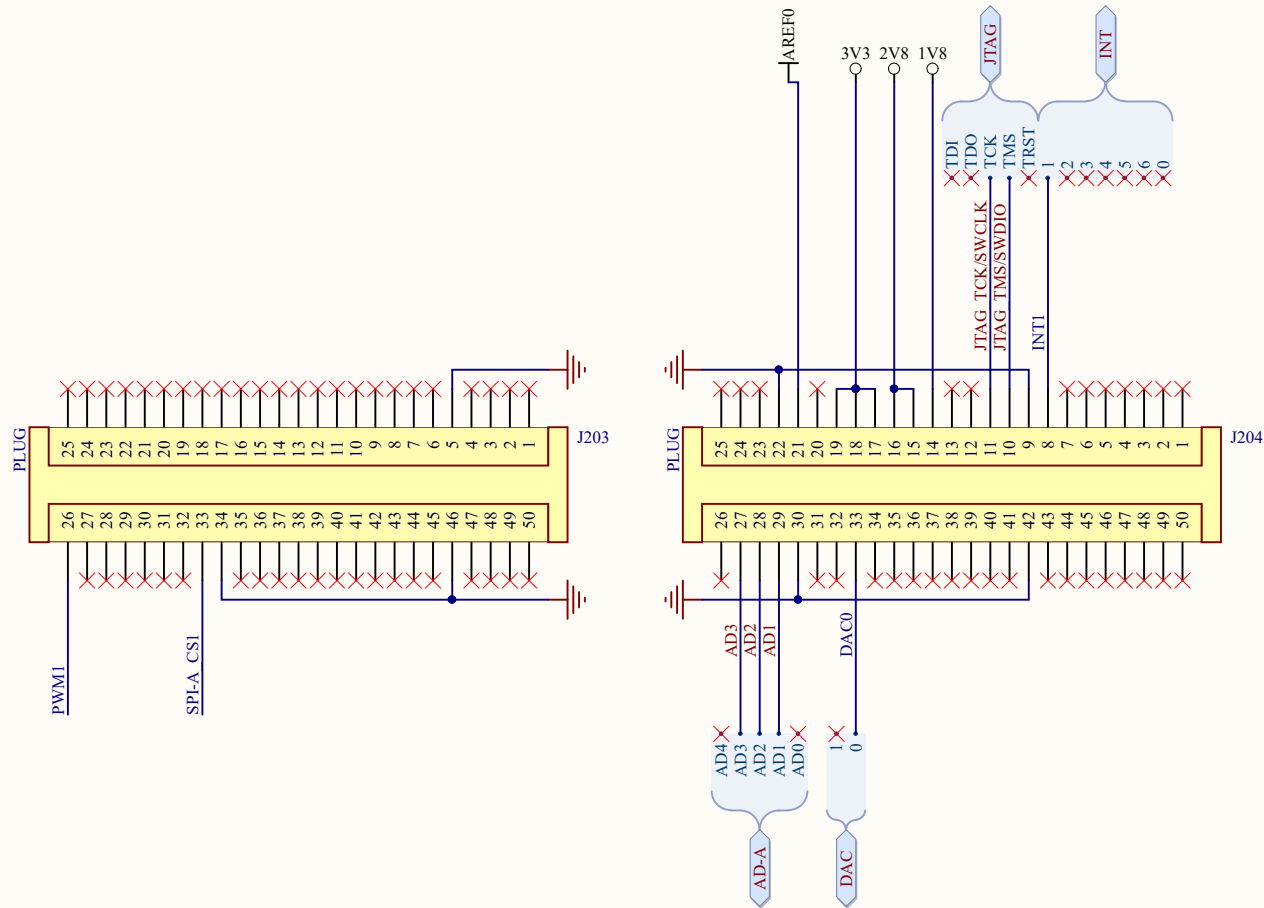 AREF0
3V3 2V8 1V8
JTAG
INT
TDI
TDO
TCK
TMS
TRST
1
2
3
4
5
6
0
JTAG TCK/SWCLK
JTAG TMS/SWDIO
INT1
PLUG
25 24 23 22 21 20 19 18 17 16 15 14 13 12 11 10 9 8 7 6 5 4 3 2 1
J203
26 27 28 29 30 31 32 33 34 35 36 37 38 39 40 41 42 43 44 45 46 47 48 49 50
PWM1
SPI-A CS1
PLUG
25 24 23 22 21 20 19 18 17 16 15 14 13 12 11 10 9 8 7 6 5 4 3 2 1
J204
26 27 28 29 30 31 32 33 34 35 36 37 38 39 40 41 42 43 44 45 46 47 48 49 50
AD3
AD2
AD1
DAC0
AD4
AD3
AD2
AD1
AD0
1
0
AD-A
DAC